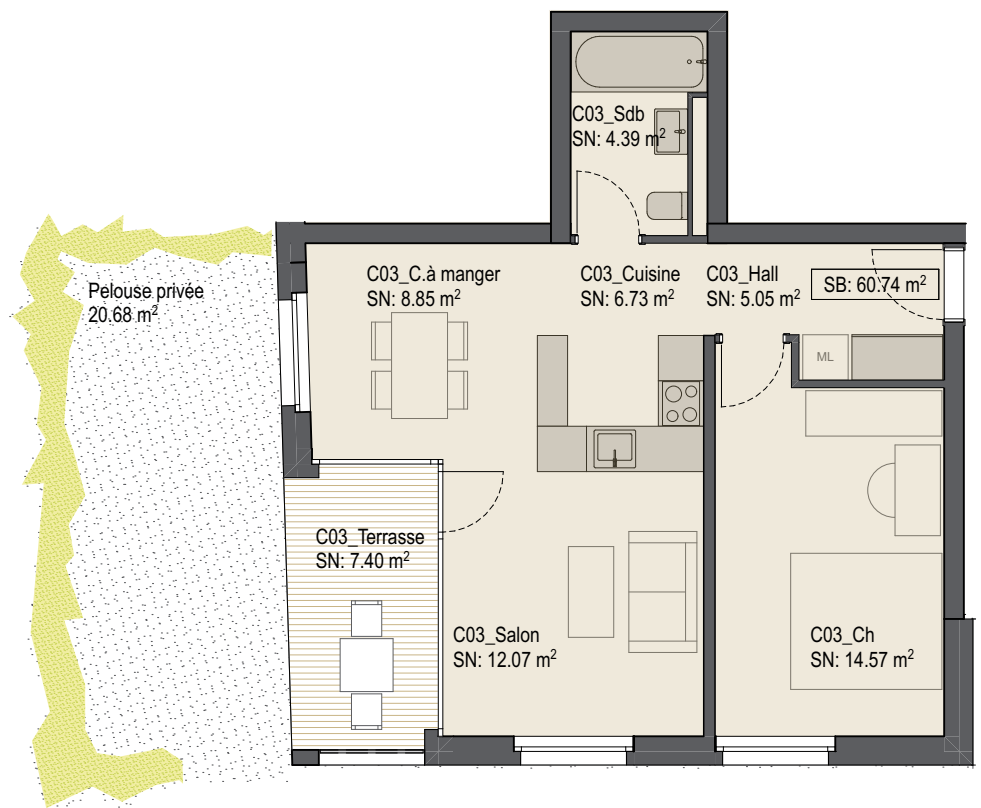 C03_Sdb
SN: 4.39 m²
C03_C.à manger
SN: 8.85 m²
C03_Cuisine
SN: 6.73 m²
C03_Hall
SN: 5.05 m²
SB: 60.74 m²
Pelouse privée
20.68 m²
ML
C03_Terrasse
SN: 7.40 m²
C03_Salon
SN: 12.07 m²
C03_Ch
SN: 14.57 m²